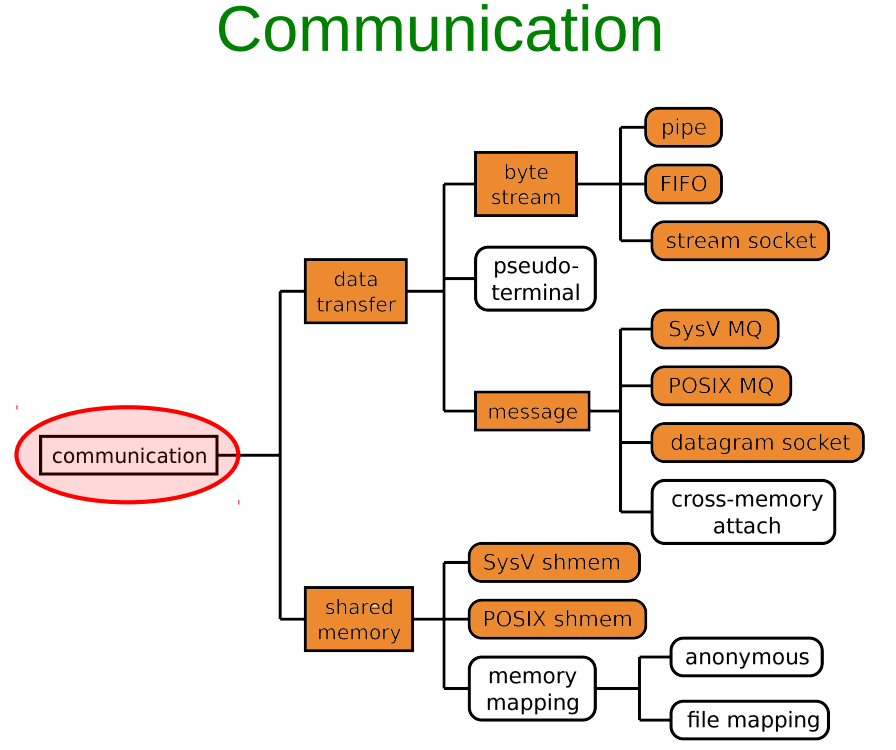 Communication
pipe
byte
stream
FIFO
stream socket
pseudo-
terminal
data
transfer
SysV MQ
POSIX MQ
message
datagram socket
cross-memory
attach
communication
SysV shmem
shared
memory
POSIX shmem
memory
mapping
anonymous
file mapping